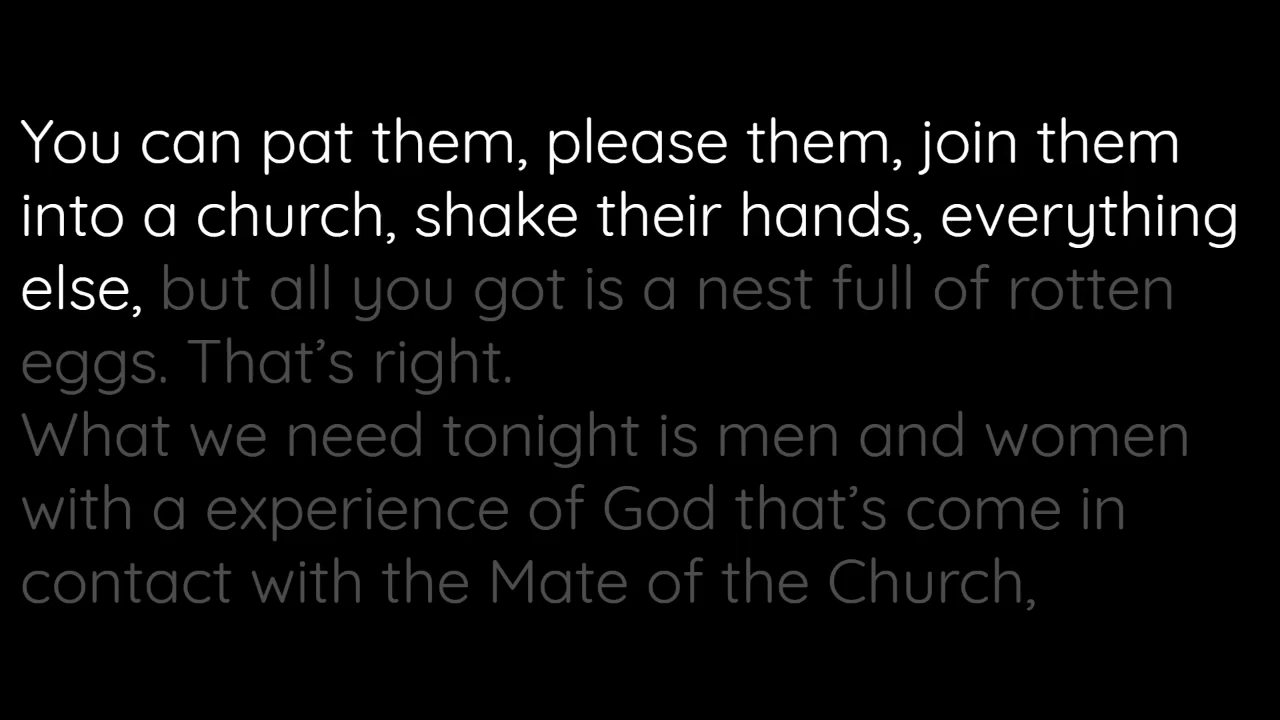 You can pat them, please them, join them
into a church, shake their hands, everything
else, but all you got is a nest full of rotten
eggs. That’s right.
What we need tonight is men and women
with a experience of God that’s come in
contact with the Mate of the Church,